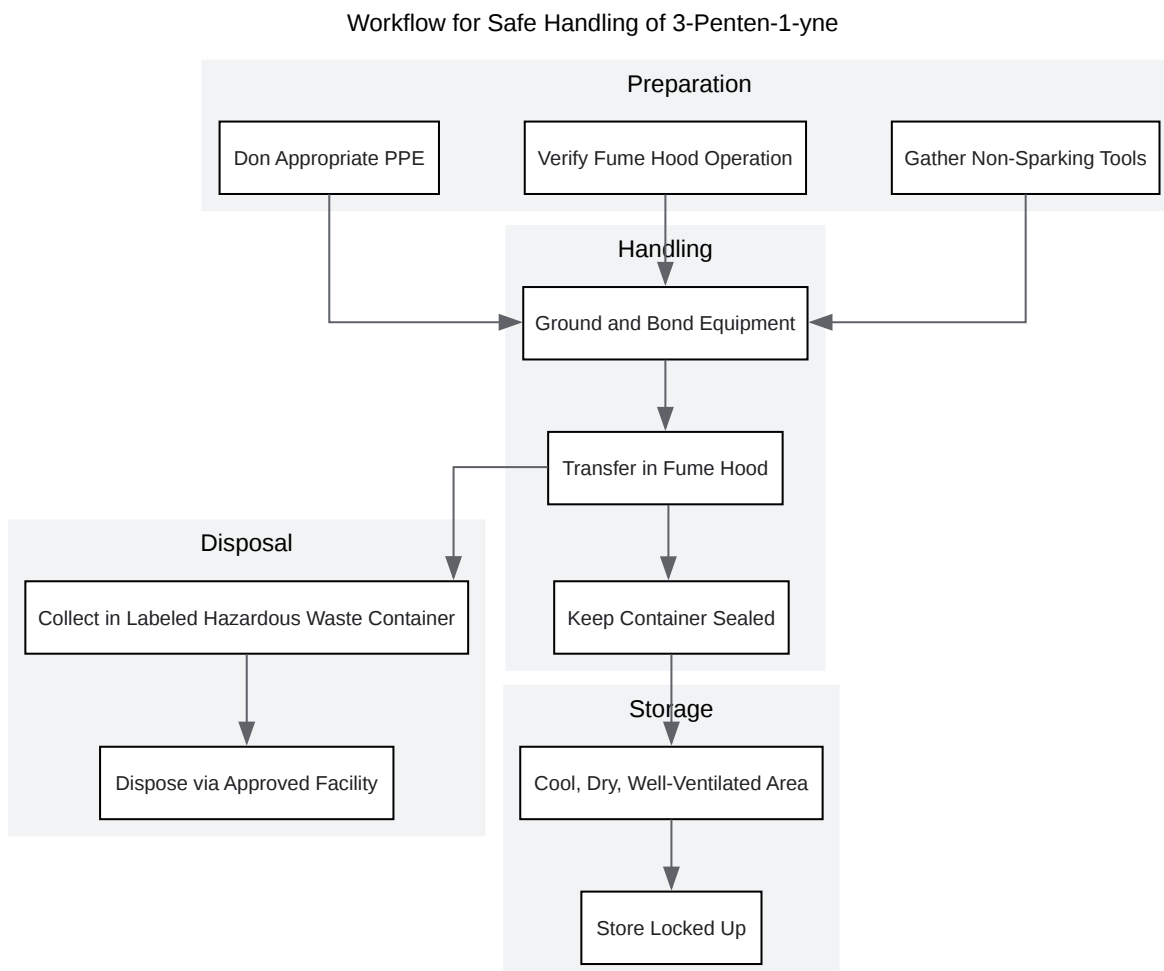 Workflow for Safe Handling of 3-Penten-1-yne
Preparation
Don Appropriate PPE
Verify Fume Hood Operation
Gather Non-Sparking Tools
Handling
Ground and Bond Equipment
Transfer in Fume Hood
Disposal
Collect in Labeled Hazardous Waste Container
Keep Container Sealed
Storage
Dispose via Approved Facility
Cool, Dry, Well-Ventilated Area
Store Locked Up